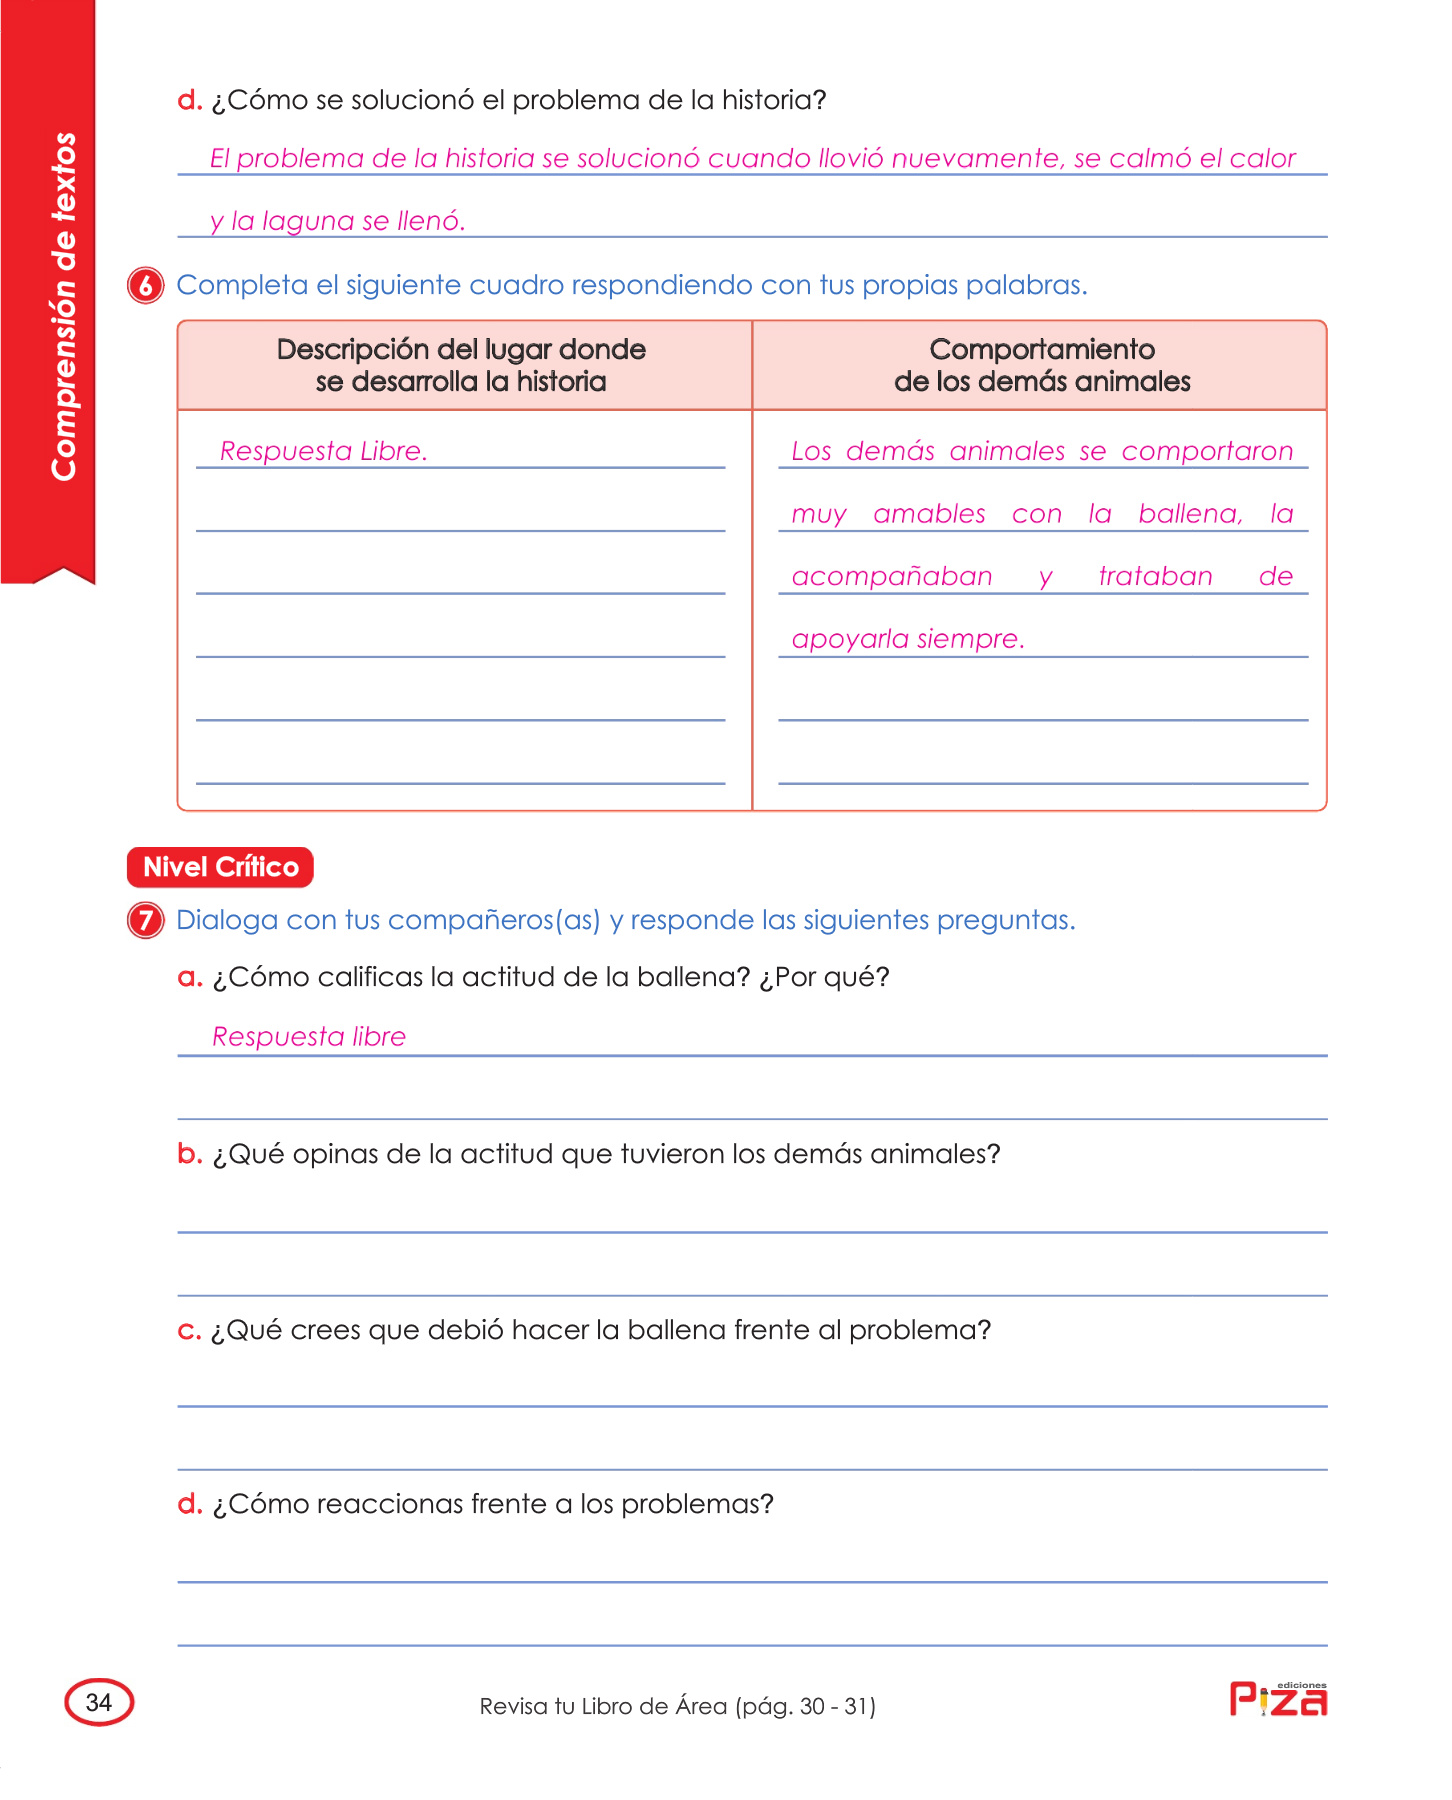 Comprensión de textos
d. ¿Cómo se solucionó el problema de la historia?
El problema de la historia se solucionó cuando llovió nuevamente, se calmó el calor
y la laguna se llenó.
6 Completa el siguiente cuadro respondiendo con tus propias palabras.
Descripción del lugar donde
se desarrolla la historia
Respuesta Libre.
Comportamiento
de los demás animales
Los demás animales se comportaron
muy amables con la ballena, la
acompañaban y trataban de
apoyarla siempre.
Nivel Crítico
7 Dialoga con tus compañeros(as) y responde las siguientes preguntas.
a. ¿Cómo calificas la actitud de la ballena? ¿Por qué?
Respuesta libre
b. ¿Qué opinas de la actitud que tuvieron los demás animales?
c. ¿Qué crees que debió hacer la ballena frente al problema?
d. ¿Cómo reaccionas frente a los problemas?
34
Revisa tu Libro de Área (pág. 30 - 31)
ediciones
Piza